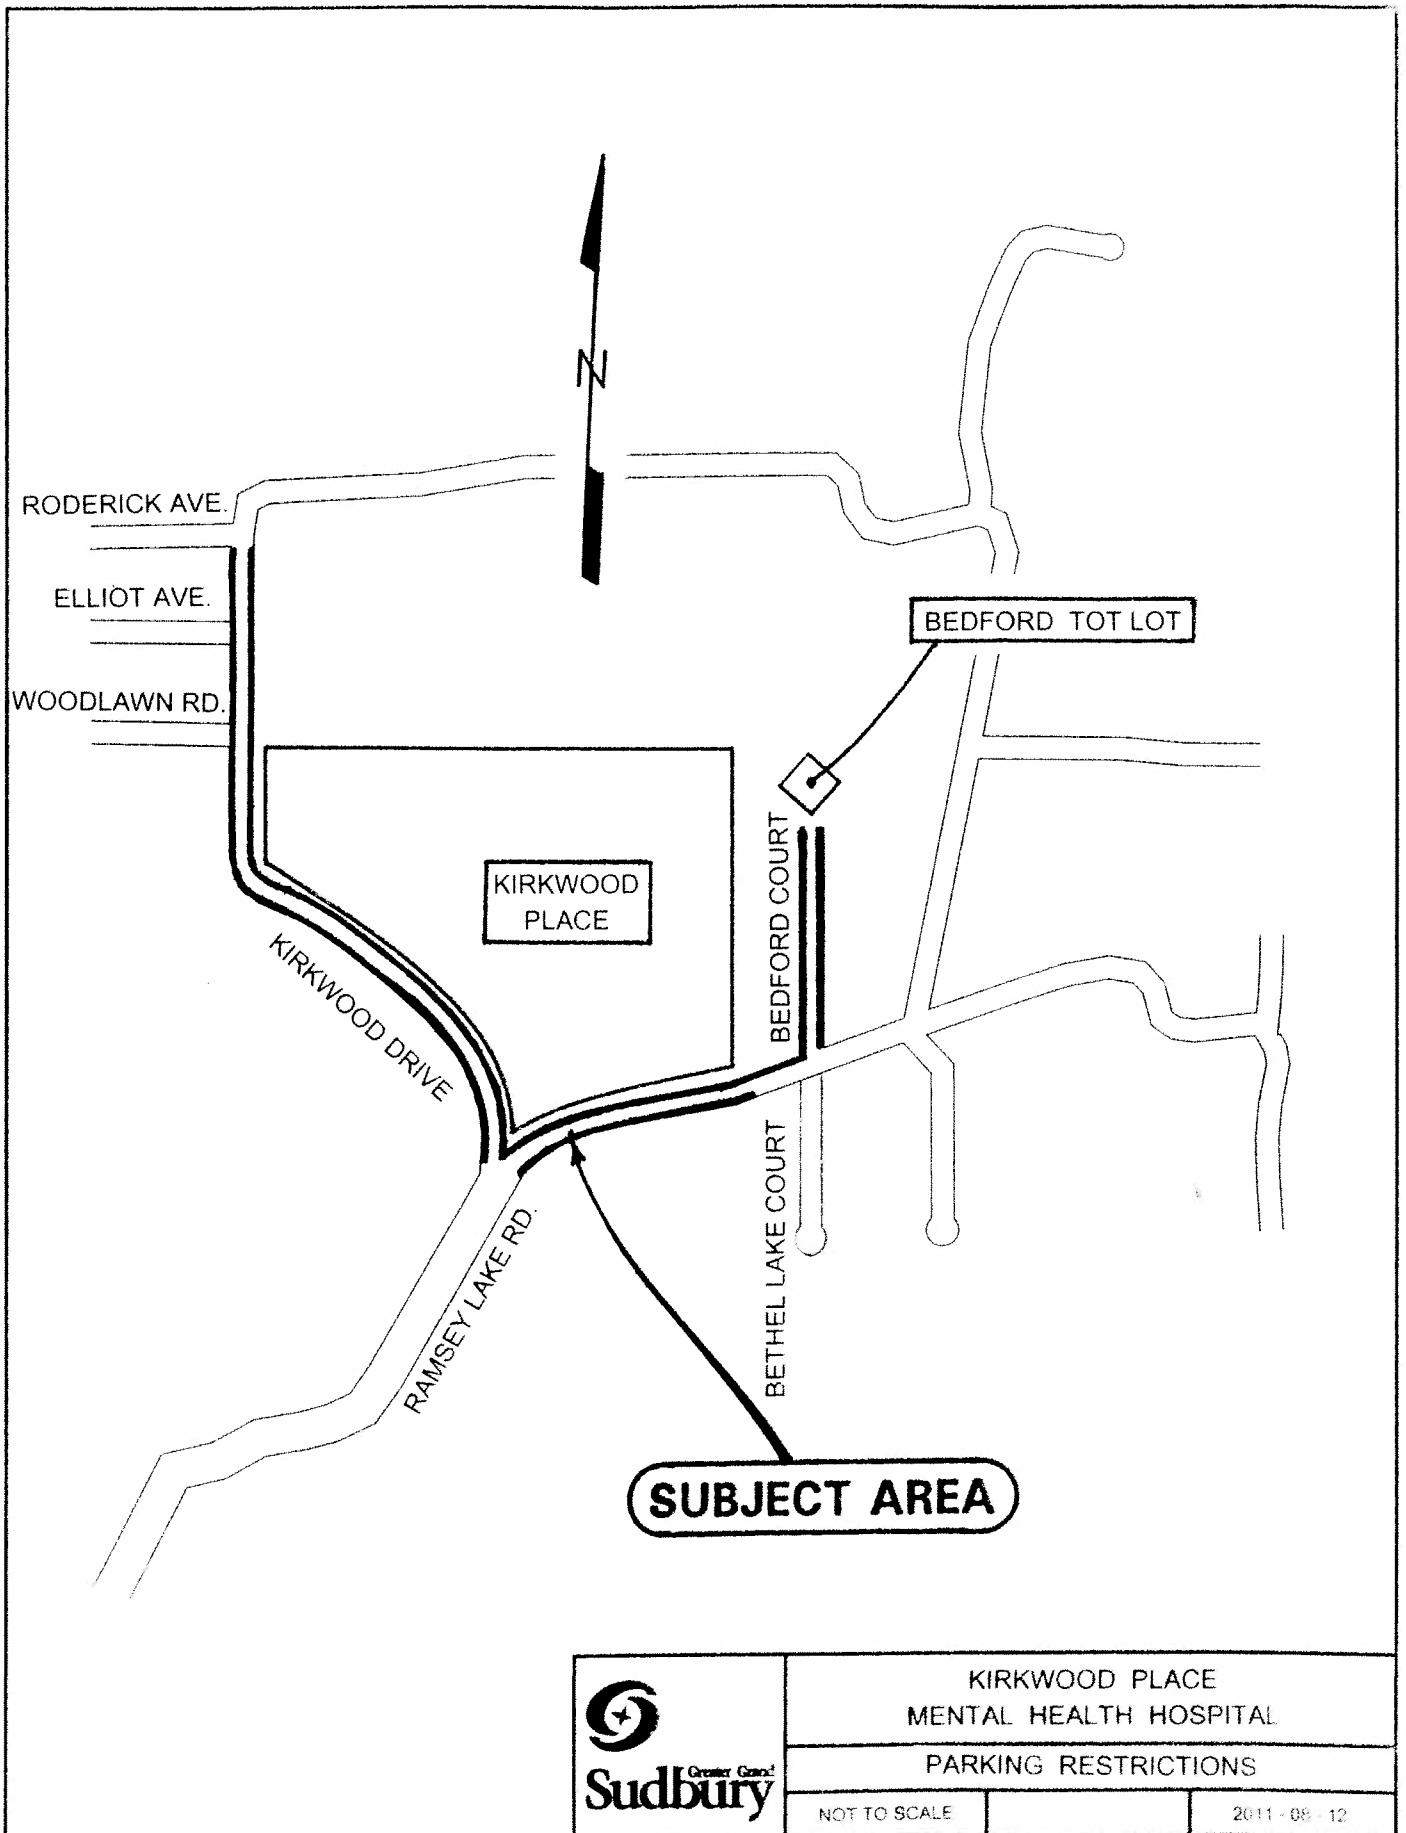 N
RODERICK AVE.
ELLIOT AVE.
BEDFORD TOT LOT
WOODLAWN RD.
BEDFORD COURT
KIRKWOOD
PLACE
KIRKWOOD DRIVE
BETHEL LAKE COURT
RAMSEY LAKE RD.
SUBJECT AREA
KIRKWOOD PLACE
MENTAL HEALTH HOSPITAL
PARKING RESTRICTIONS
Greater Grand
Sudbury
NOT TO SCALE
2011-08-12